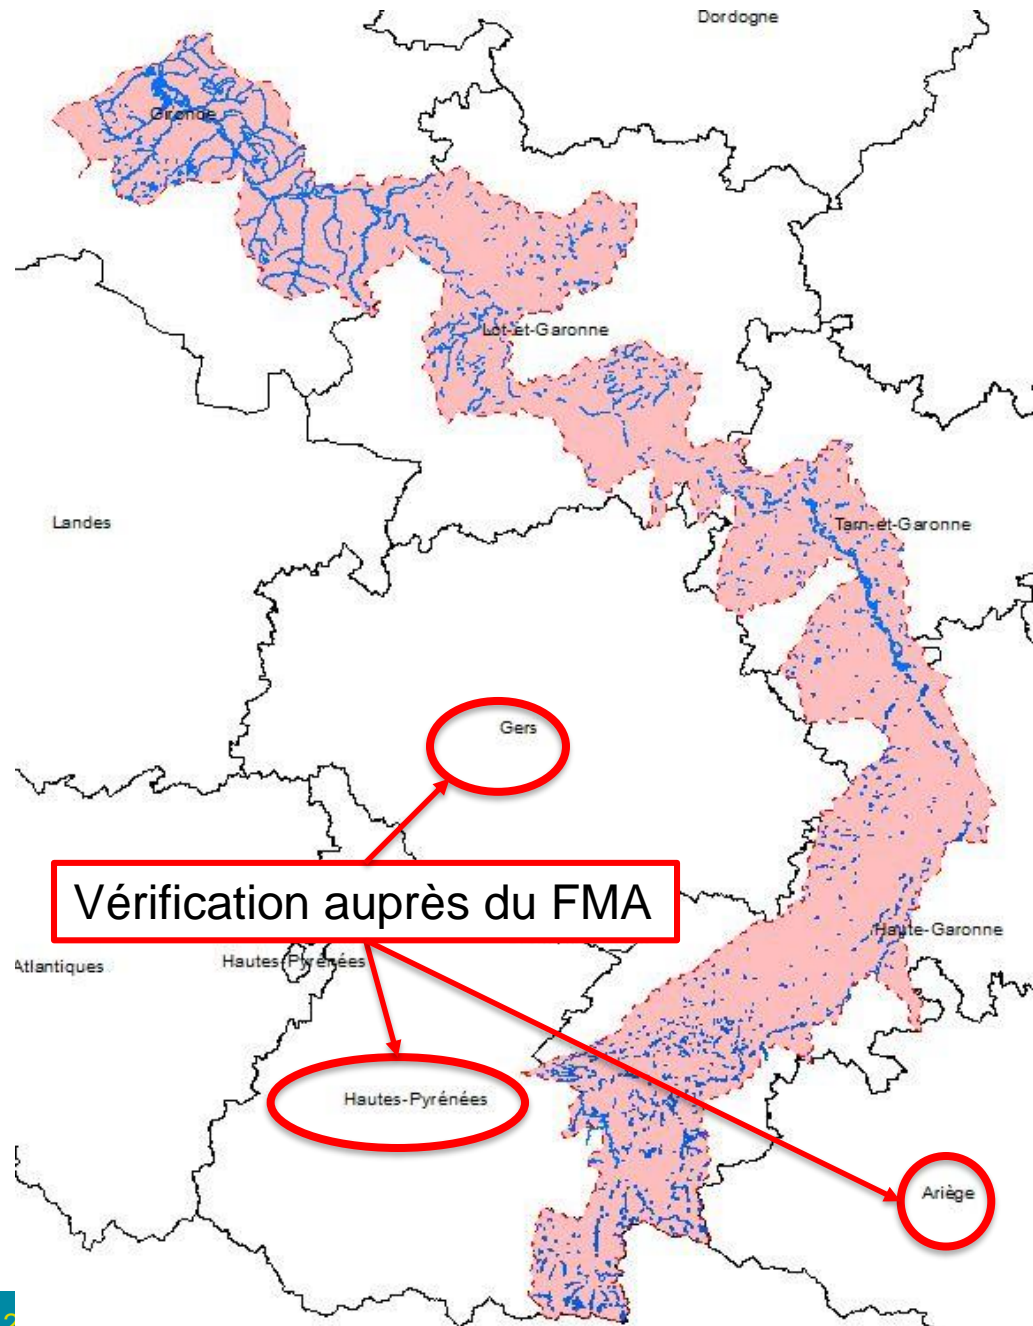 Dordogne
Gironde
Lot-et-Garonne
Landes
Tarn-et-Garonne
Gers
Vérification auprès du FMA
Haute-Garonne
Atlantiques
Hautes-Pyrénées
Hautes-Pyrénées
Ariège
2